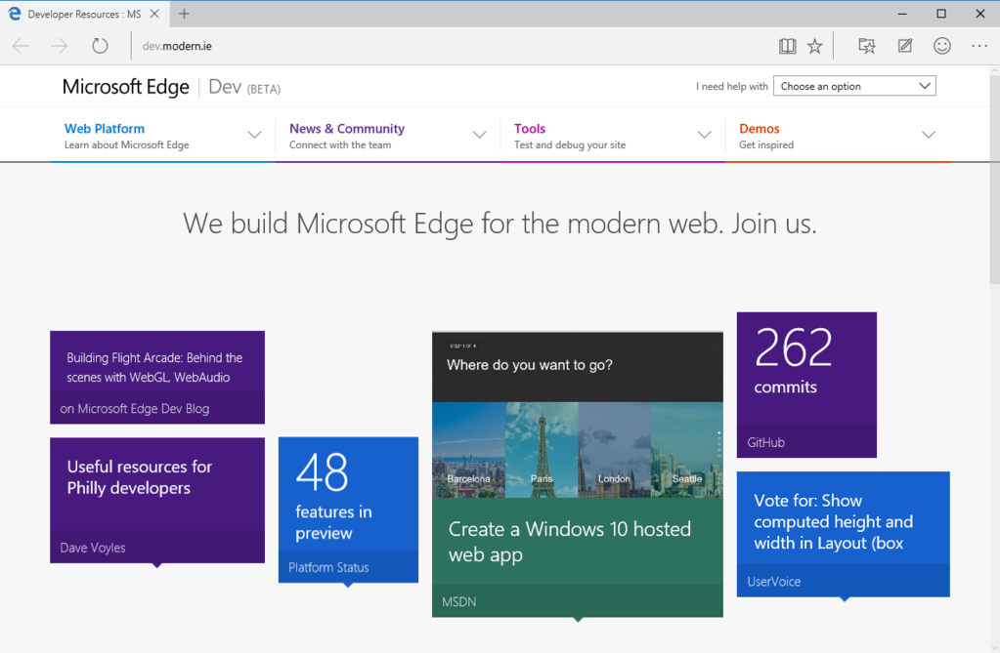 Developer Resources : MS
dev.modern.ie
Microsoft Edge Dev (BETA)
I need help with Choose an option
Web Platform
Learn about Microsoft Edge
News & Community
Connect with the team
Tools
Test and debug your site
Demos
Get inspired
We build Microsoft Edge for the modern web. Join us.
Building Flight Arcade: Behind the
scenes with WebGL, WebAudio
on Microsoft Edge Dev Blog
Useful resources for
Philly developers
Dave Voyles
48
features in
preview
Platform Status
STEP 1 OF 4
Where do you want to go?
Barcelona Paris London Seattle
Create a Windows 10 hosted
web app
MSDN
262
commits
GitHub
Vote for: Show
computed height and
width in Layout (box
UserVoice